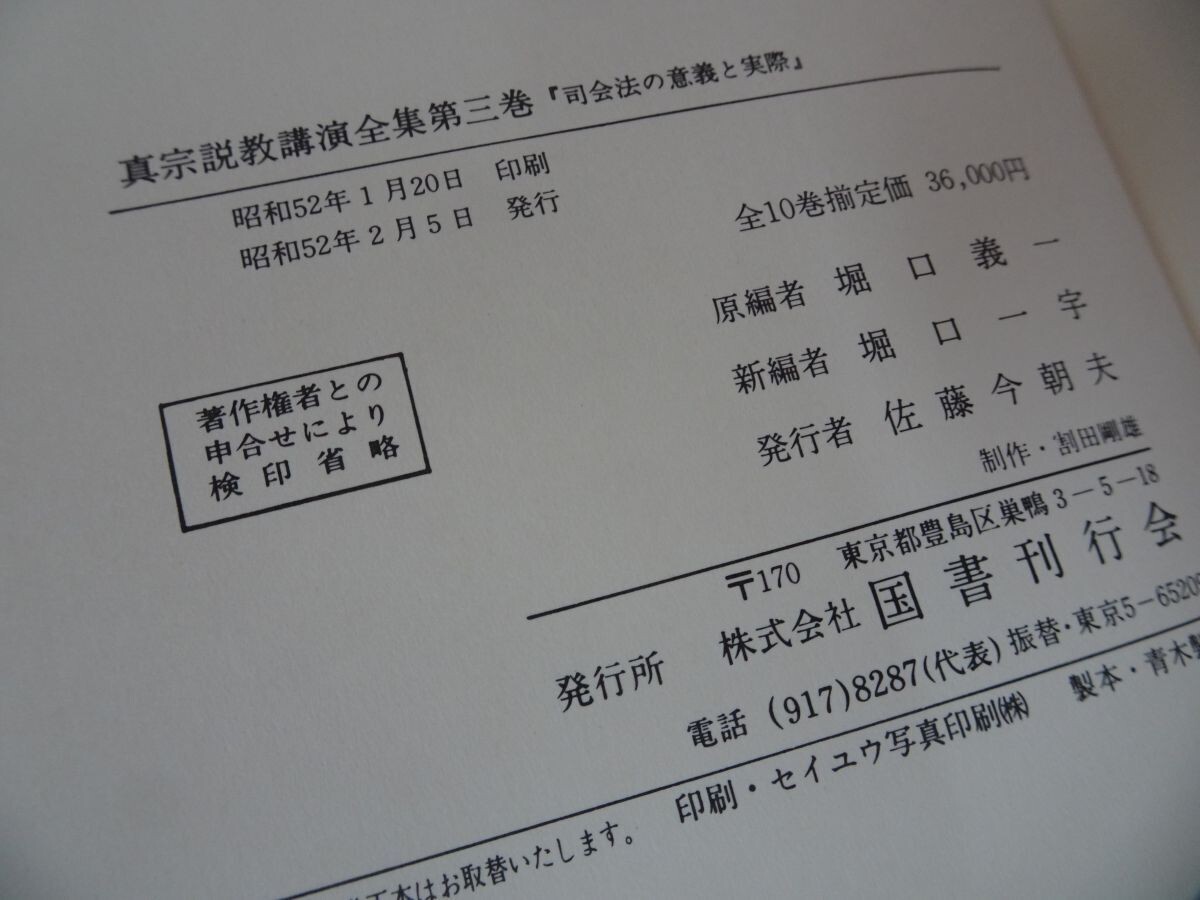 真宗説教講演全集第三巻『司会法の意義と実際』
昭和52年1月20日 印刷
昭和52年2月5日 発行
全10巻揃定価 36,000円
原編者 堀口義一
新編者 堀口一宇
発行者 佐藤今朝夫
制作・割田剛雄
著作権者との
申合せにより
検印省略
〒170 東京都豊島区巣鴨3-5-18
発行所 株式会社 国書刊行会
電話 (917)8287(代表) 振替・東京5-6520
印刷・セイユウ写真印刷㈱ 製本・青木製
本はお取替いたします。